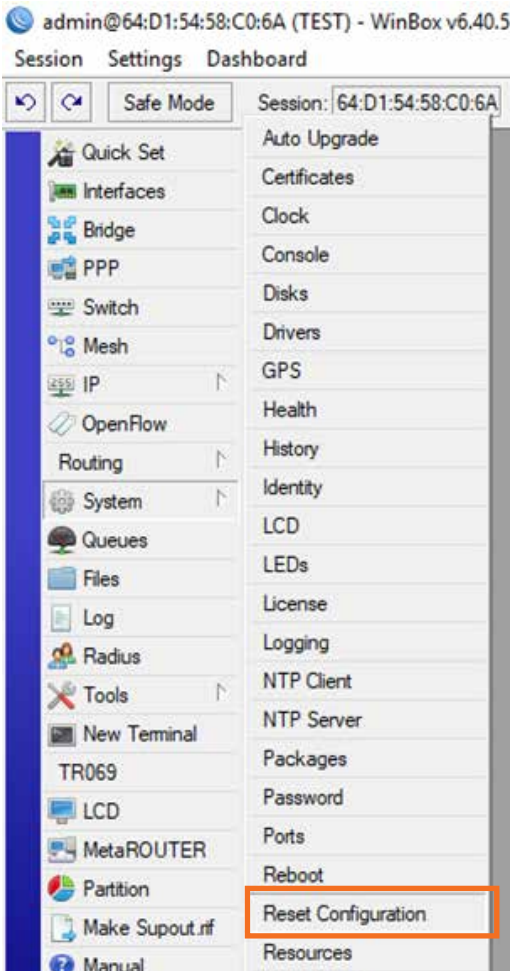 admin@64:D1:54:58:C0:6A (TEST) - WinBox v6.40.5
Session Settings Dashboard
Safe Mode Session: 64:D1:54:58:C0:6A
Quick Set
Interfaces
Bridge
PPP
Switch
Mesh
255 IP
OpenFlow
Routing
System
Queues
Files
Log
Radius
Tools
New Terminal
TR069
LCD
MetaROUTER
Partition
Make Supout.rif
Manual
Auto Upgrade
Certificates
Clock
Console
Disks
Drivers
GPS
Health
History
Identity
LCD
LEDs
License
Logging
NTP Client
NTP Server
Packages
Password
Ports
Reboot
Reset Configuration
Resources